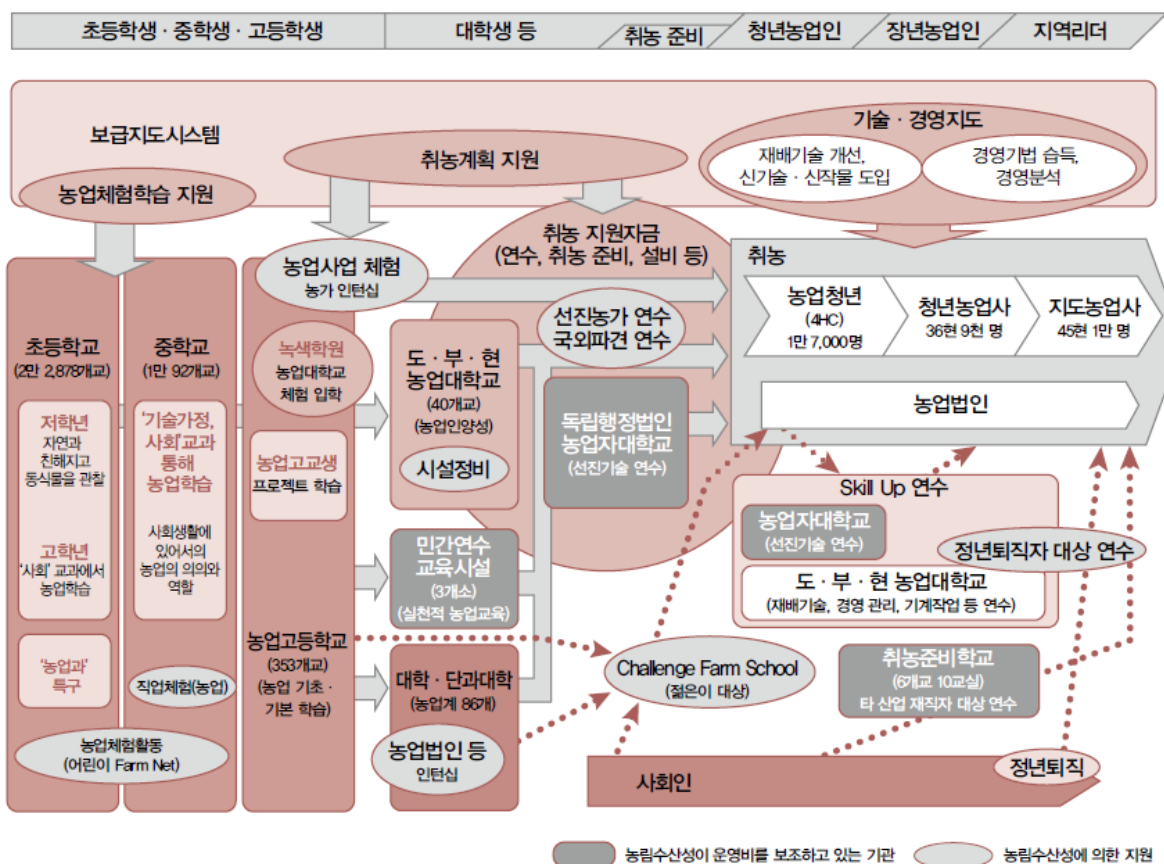 초등학생 · 중학생 · 고등학생
대학생 등
취농 준비
청년농업인
장년농업인
지역리더
보급지도시스템
농업체험학습 지원
취농계획 지원
기술 · 경영지도
재배기술 개선,
신기술 · 신작물 도입
경영기법 습득,
경영분석
취농 지원자금
(연수, 취농 준비, 설비 등)
농업사업 체험
농가 인턴십
선진농가 연수
국외파견 연수
취농
농업청년
(4HC)
1만 7,000명
청년농업사
36현 9천 명
지도농업사
45현 1만 명
농업법인
초등학교
(2만 2,878개교)
저학년
자연과
친해지고
동식물을 관찰
고학년
‘사회’ 교과에서
농업학습
‘농업과’
특구
중학교
(1만 92개교)
‘기술가정,
사회’교과
통해
농업학습
사회생활에
있어서의
농업의 의의와
역할
직업체험(농업)
농업체험활동
(어린이 Farm Net)
녹색학원
농업대학교
체험 입학
농업고교생
프로젝트 학습
농업고등학교
(353개교)
(농업 기초 ·
기본 학습)
도 · 부 · 현
농업대학교
(40개교)
(농업인양성)
시설정비
독립행정법인
농업자대학교
(선진기술 연수)
민간연수
교육시설
(3개소)
(실천적 농업교육)
대학 · 단과대학
(농업계 86개)
농업법인 등
인턴십
Skill Up 연수
농업자대학교
(선진기술 연수)
정년퇴직자 대상 연수
도 · 부 · 현 농업대학교
(재배기술, 경영 관리, 기계작업 등 연수)
Challenge Farm School
(젊은이 대상)
취농준비학교
(6개교 10교실)
타 산업 재직자 대상 연수
사회인
정년퇴직
농림수산성이 운영비를 보조하고 있는 기관
농림수산성에 의한 지원